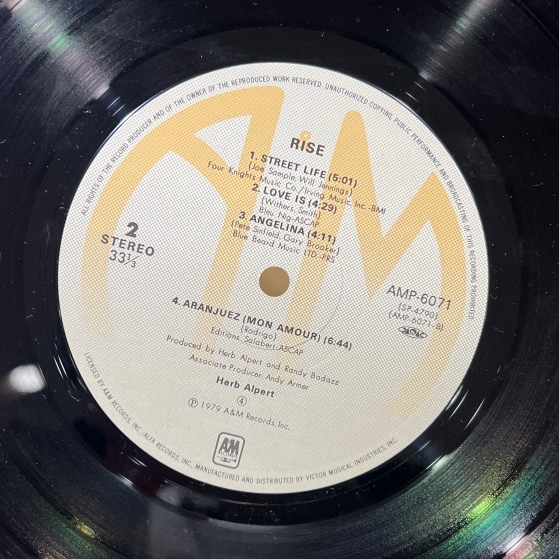 ALL RIGHTS OF THE RECORD PRODUCER AND OF THE OWNER OF THE REPRODUCED WORK RESERVED. UNAUTHORIZED COPYING, PUBLIC PERFORMANCE AND BROADCASTING OF THIS RECORDING PROHIBITED.
RISE
1. STREET LIFE (5:01)
(Joe Sample, Will Jennings)
Four Knights Music Co./Irving Music, Inc.-BMI
2. LOVE IS (4:29)
(Withers, Smith)
Bleu Nig-ASCAP
3. ANGELINA (4:11)
(Pete Sinfield, Gary Brooker)
Blue Beard Music LTD.-PRS
2
STEREO
33⅓
AMP-6071
(SP-4790)
(AMP-6071-B)
4. ARANJUEZ (MON AMOUR) (6:44)
(Rodrigo)
Editions Salabert-ASCAP
Produced by Herb Alpert and Randy Badazz
Associate Producer: Andy Armer
Herb Alpert
④
Ⓟ 1979 A&M Records, Inc.
A&M
LICENSED BY A&M RECORDS, INC., ALFA RECORDS, INC., MANUFACTURED AND DISTRIBUTED BY VICTOR MUSICAL INDUSTRIES, INC.